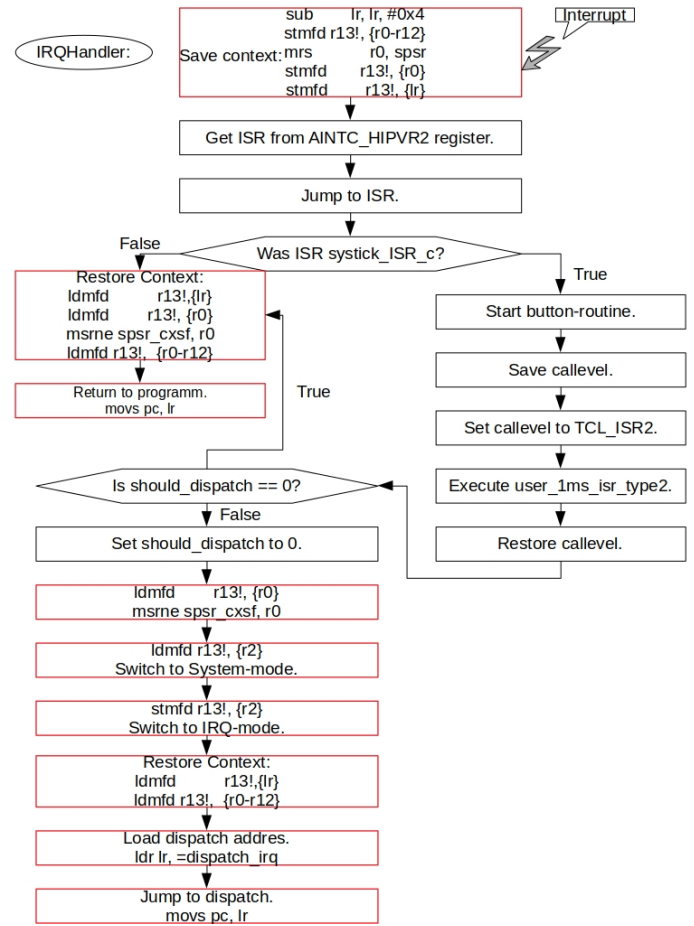 IRQHandler:
Interrupt
Save context:
sub lr, lr, #0x4
stmfd r13!, {r0-r12}
mrs r0, spsr
stmfd r13!, {r0}
stmfd r13!, {lr}
Get ISR from AINTC_HIPVR2 register.
Jump to ISR.
Was ISR systick_ISR_c?
False
True
Restore Context:
ldmfd r13!,{lr}
ldmfd r13!, {r0}
msrne spsr_cxsf, r0
ldmfd r13!, {r0-r12}
Return to programm.
movs pc, lr
Start button-routine.
Save callevel.
Set callevel to TCL_ISR2.
Execute user_1ms_isr_type2.
Restore callevel.
True
Is should_dispatch == 0?
False
Set should_dispatch to 0.
ldmfd r13!, {r0}
msrne spsr_cxsf, r0
ldmfd r13!, {r2}
Switch to System-mode.
stmfd r13!, {r2}
Switch to IRQ-mode.
Restore Context:
ldmfd r13!,{lr}
ldmfd r13!, {r0-r12}
Load dispatch addres.
ldr lr, =dispatch_irq
Jump to dispatch.
movs pc, lr